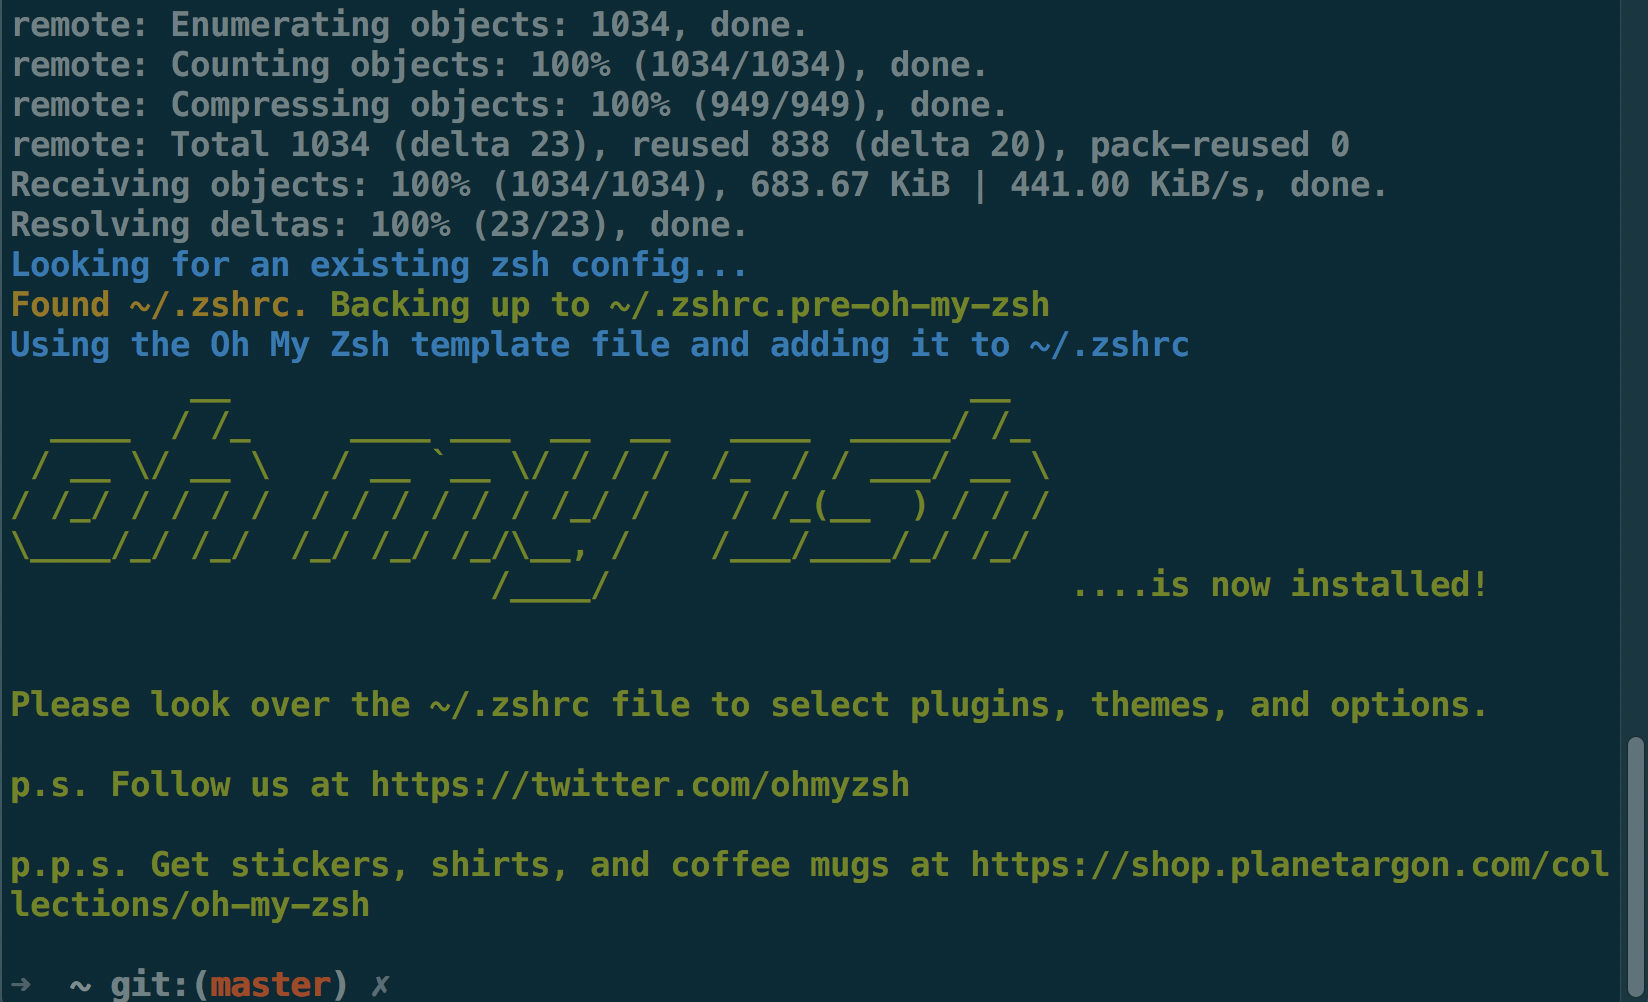 remote: Enumerating objects: 1034, done.
remote: Counting objects: 100% (1034/1034), done.
remote: Compressing objects: 100% (949/949), done.
remote: Total 1034 (delta 23), reused 838 (delta 20), pack-reused 0
Receiving objects: 100% (1034/1034), 683.67 KiB | 441.00 KiB/s, done.
Resolving deltas: 100% (23/23), done.
Looking for an existing zsh config...
Found ~/.zshrc. Backing up to ~/.zshrc.pre-oh-my-zsh
Using the Oh My Zsh template file and adding it to ~/.zshrc
oh my zsh
....is now installed!
Please look over the ~/.zshrc file to select plugins, themes, and options.
p.s. Follow us at https://twitter.com/ohmyzsh
p.p.s. Get stickers, shirts, and coffee mugs at https://shop.planetargon.com/col
lections/oh-my-zsh
➜  ~ git:(master) ✗